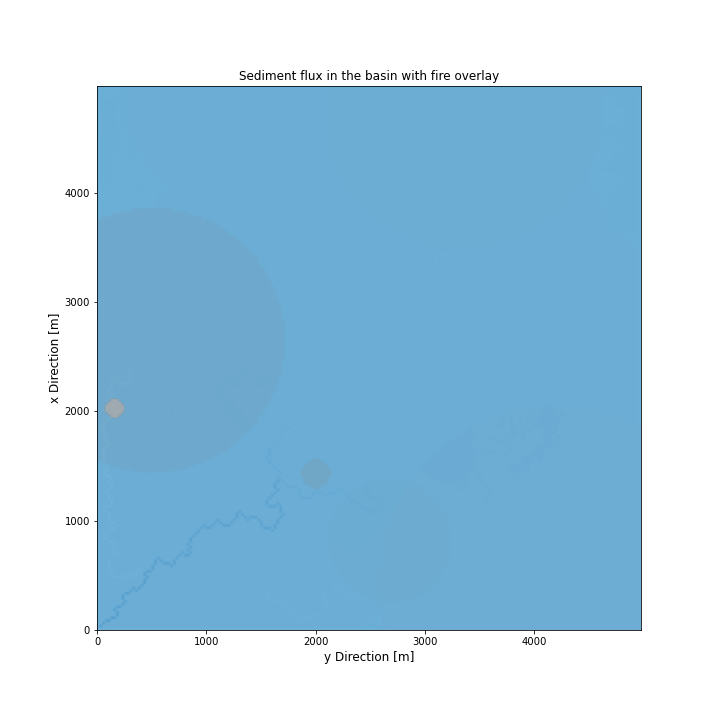 Sediment flux in the basin with fire overlay
x Direction [m]
4000
3000
2000
1000
0
0 1000 2000 3000 4000
y Direction [m]